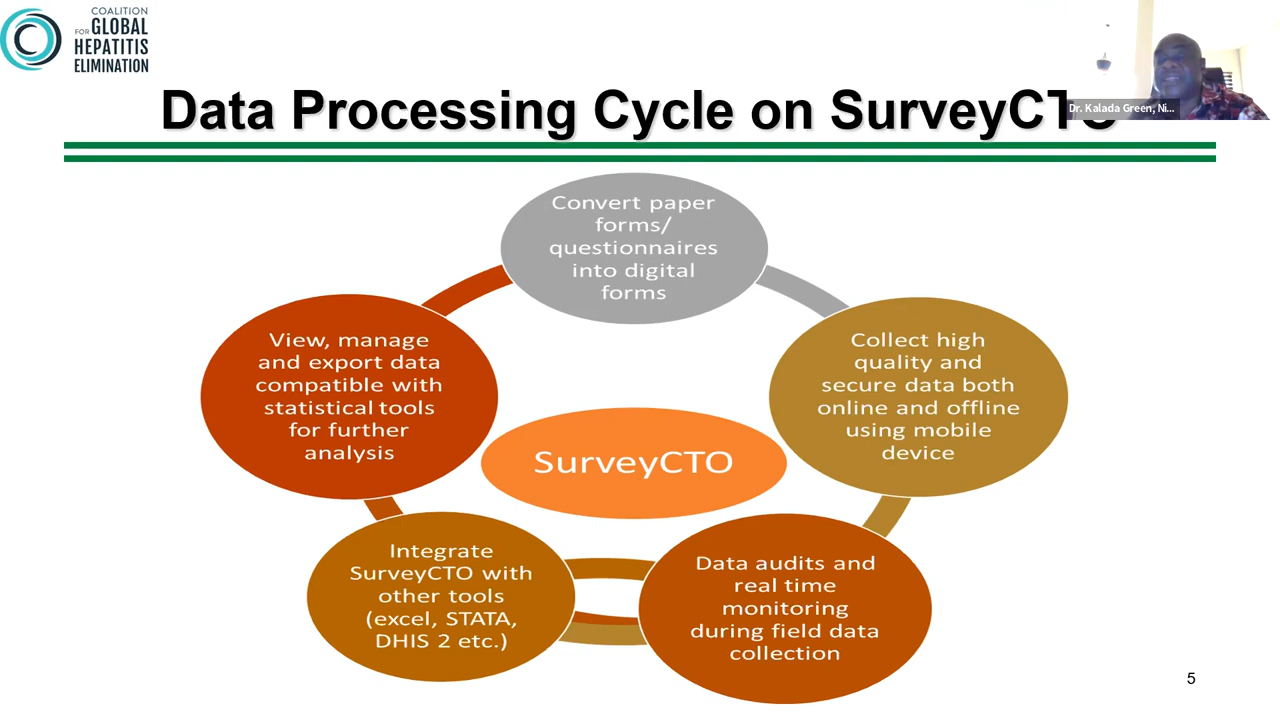 COALITION
FOR GLOBAL
HEPATITIS
ELIMINATION
Data Processing Cycle on SurveyCTO
Dr. Kalada Green, Ni...
Convert paper
forms/
questionnaires
into digital
forms
View, manage
and export data
compatible with
statistical tools
for further
analysis
Collect high
quality and
secure data both
online and offline
using mobile
device
SurveyCTO
Integrate
SurveyCTO with
other tools
(excel, STATA,
DHIS 2 etc.)
Data audits and
real time
monitoring
during field data
collection
5